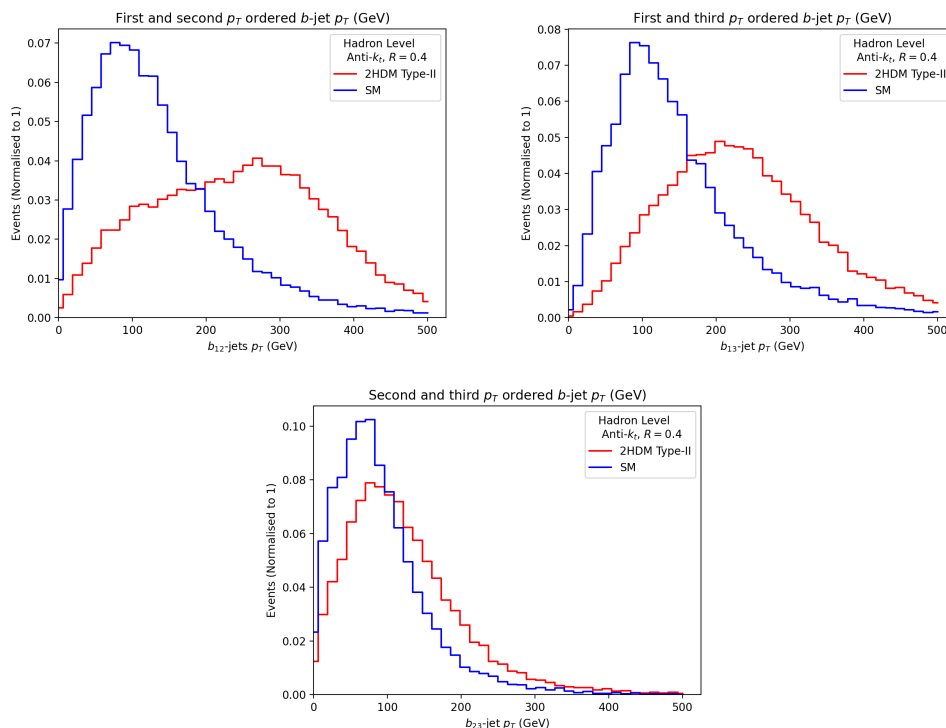 First and second p_T ordered b-jet p_T (GeV)
Hadron Level
Anti-k_t, R = 0.4
2HDM Type-II
SM
Events (Normalised to 1)
0.07
0.06
0.05
0.04
0.03
0.02
0.01
0.00
0 100 200 300 400 500
b_12-jets p_T (GeV)
First and third p_T ordered b-jet p_T (GeV)
Hadron Level
Anti-k_t, R = 0.4
2HDM Type-II
SM
Events (Normalised to 1)
0.08
0.07
0.06
0.05
0.04
0.03
0.02
0.01
0.00
0 100 200 300 400 500
b_13-jet p_T (GeV)
Second and third p_T ordered b-jet p_T (GeV)
Hadron Level
Anti-k_t, R = 0.4
2HDM Type-II
SM
Events (Normalised to 1)
0.10
0.08
0.06
0.04
0.02
0.00
0 100 200 300 400 500
b_23-jet p_T (GeV)